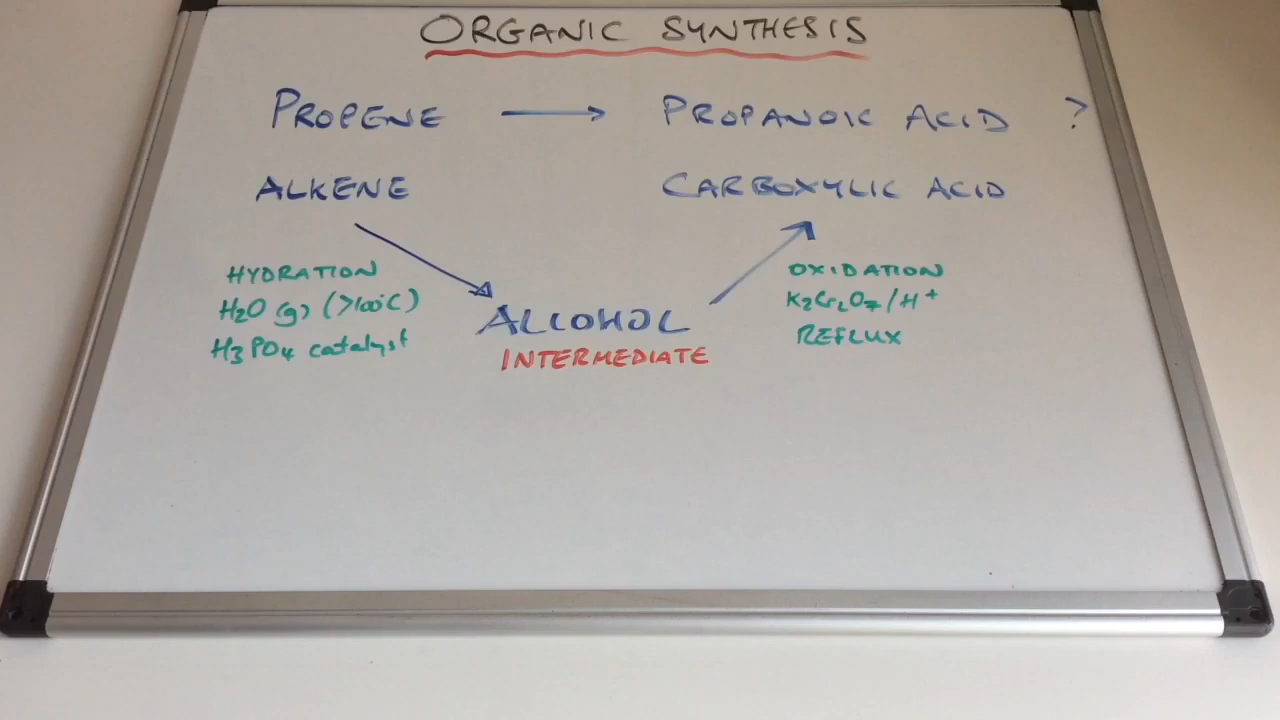 ORGANIC SYNTHESIS
PROPENE → PROPANOIC ACID ?
ALKENE CARBOXYLIC ACID
HYDRATION
H2O (g) (>100°C)
H3PO4 catalyst
ALCOHOL
INTERMEDIATE
OXIDATION
K2Cr2O7/H+
REFLUX